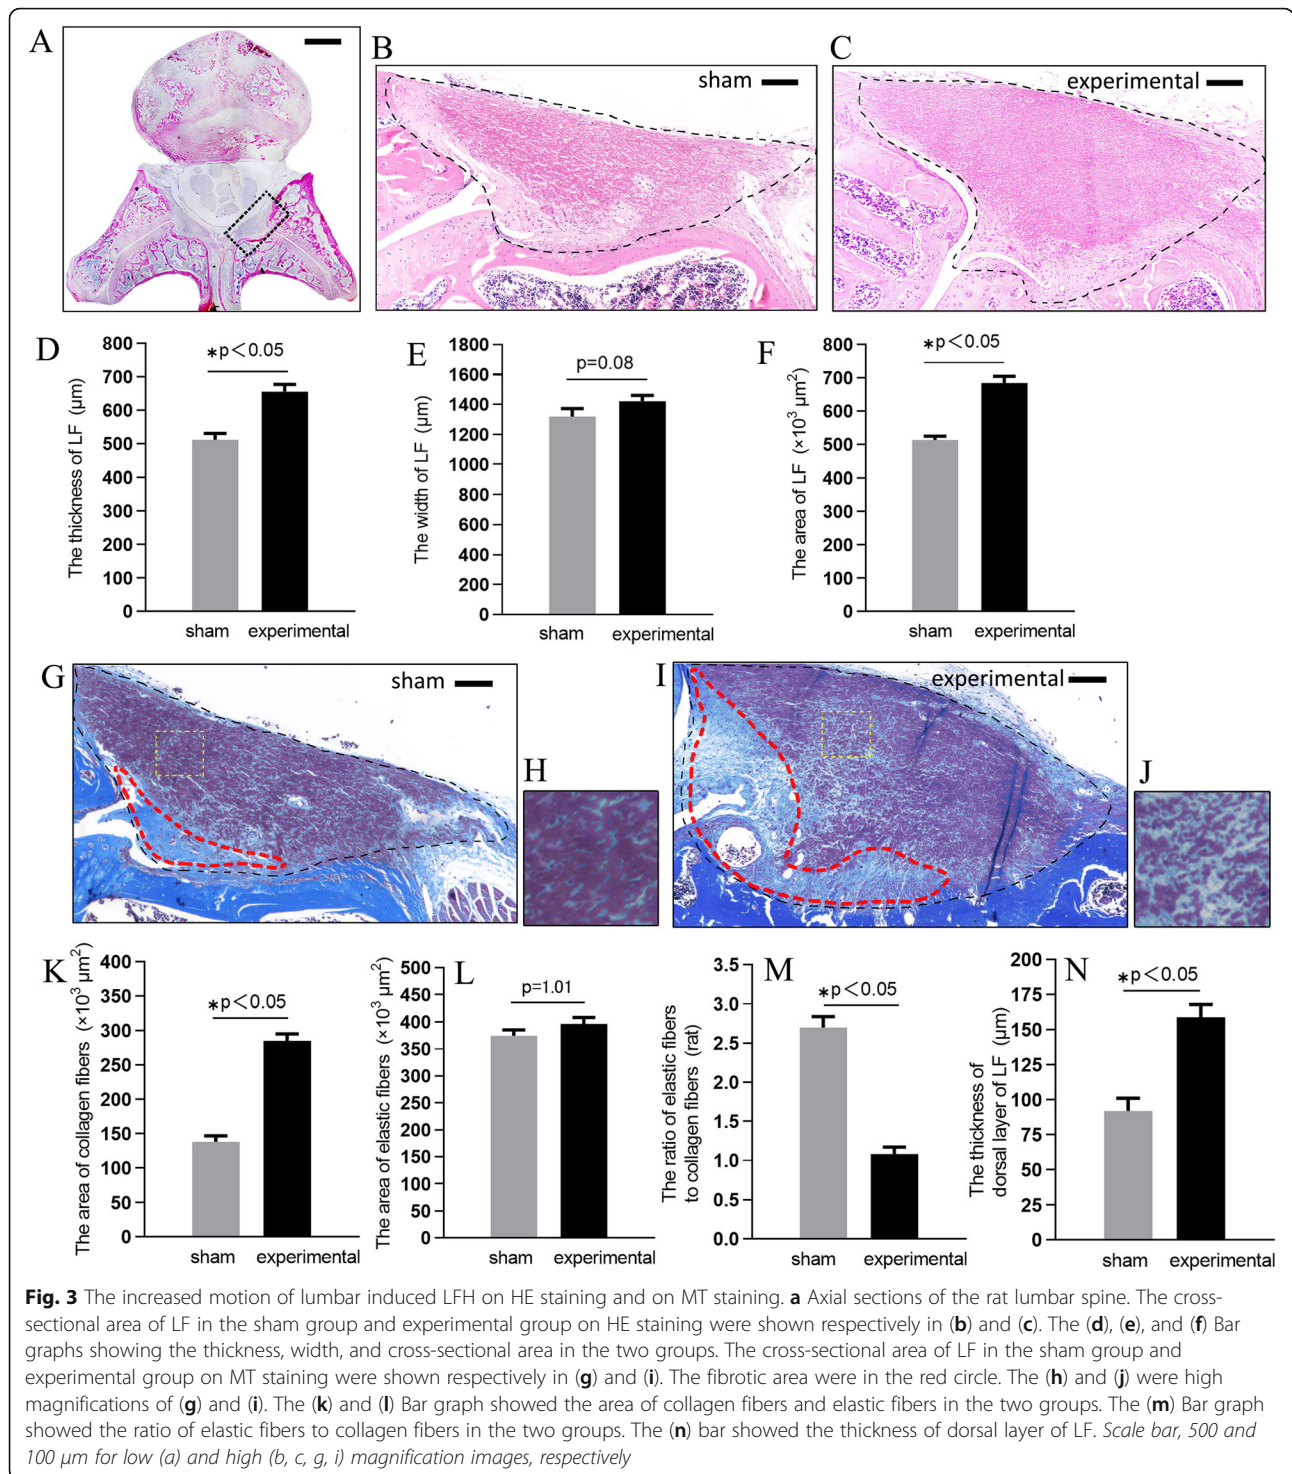 A
B
sham
C
experimental
D
The thickness of LF (μm)
800
700
600
500
400
300
200
100
0
*p<0.05
sham experimental
E
The width of LF (μm)
1800
1600
1400
1200
1000
800
600
400
200
0
p=0.08
sham experimental
F
The area of LF (×10³ μm²)
800
700
600
500
400
300
200
100
0
*p<0.05
sham experimental
G
sham
H
I
experimental
J
K
The area of collagen fibers (×10³ μm²)
400
350
300
250
200
150
100
50
0
*p<0.05
sham experimental
L
The area of elastic fibers (×10³ μm²)
500
450
400
350
300
250
200
150
100
50
0
p=1.01
sham experimental
M
The ratio of elastic fibers
to collagen fibers (rat)
3.5
3.0
2.5
2.0
1.5
1.0
0.5
0.0
*p<0.05
sham experimental
N
The thickness of
dorsal layer of LF (μm)
200
175
150
125
100
75
50
25
0
*p<0.05
sham experimental
Fig. 3 The increased motion of lumbar induced LFH on HE staining and on MT staining. a Axial sections of the rat lumbar spine. The cross-
sectional area of LF in the sham group and experimental group on HE staining were shown respectively in (b) and (c). The (d), (e), and (f) Bar
graphs showing the thickness, width, and cross-sectional area in the two groups. The cross-sectional area of LF in the sham group and
experimental group on MT staining were shown respectively in (g) and (i). The fibrotic area were in the red circle. The (h) and (j) were high
magnifications of (g) and (i). The (k) and (l) Bar graph showed the area of collagen fibers and elastic fibers in the two groups. The (m) Bar graph
showed the ratio of elastic fibers to collagen fibers in the two groups. The (n) bar showed the thickness of dorsal layer of LF. Scale bar, 500 and
100 μm for low (a) and high (b, c, g, i) magnification images, respectively